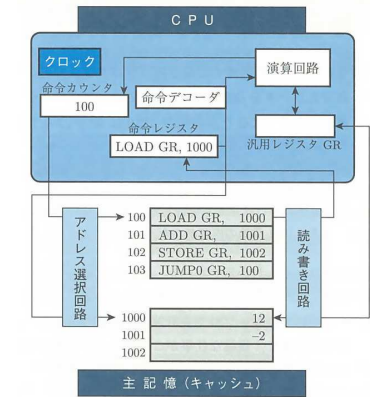 CPU
クロック
命令カウンタ
100
命令デコーダ
演算回路
命令レジスタ
LOAD GR, 1000
汎用レジスタ GR
アドレス選択回路
100 LOAD GR, 1000
101 ADD GR, 1001
102 STORE GR, 1002
103 JUMP0 GR, 100
読み書き回路
1000 12
1001 −2
1002
主記憶(キャッシュ)